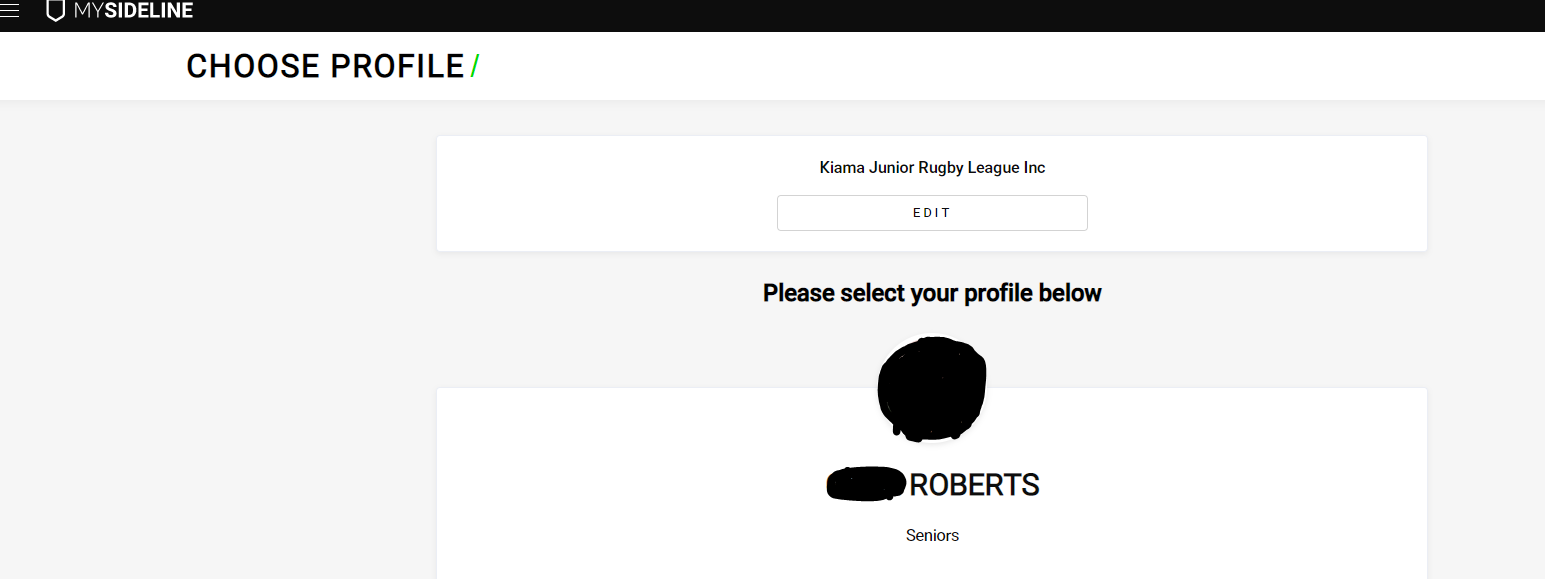 MYSIDELINE
CHOOSE PROFILE /
Kiama Junior Rugby League Inc
EDIT
Please select your profile below
ROBERTS
Seniors